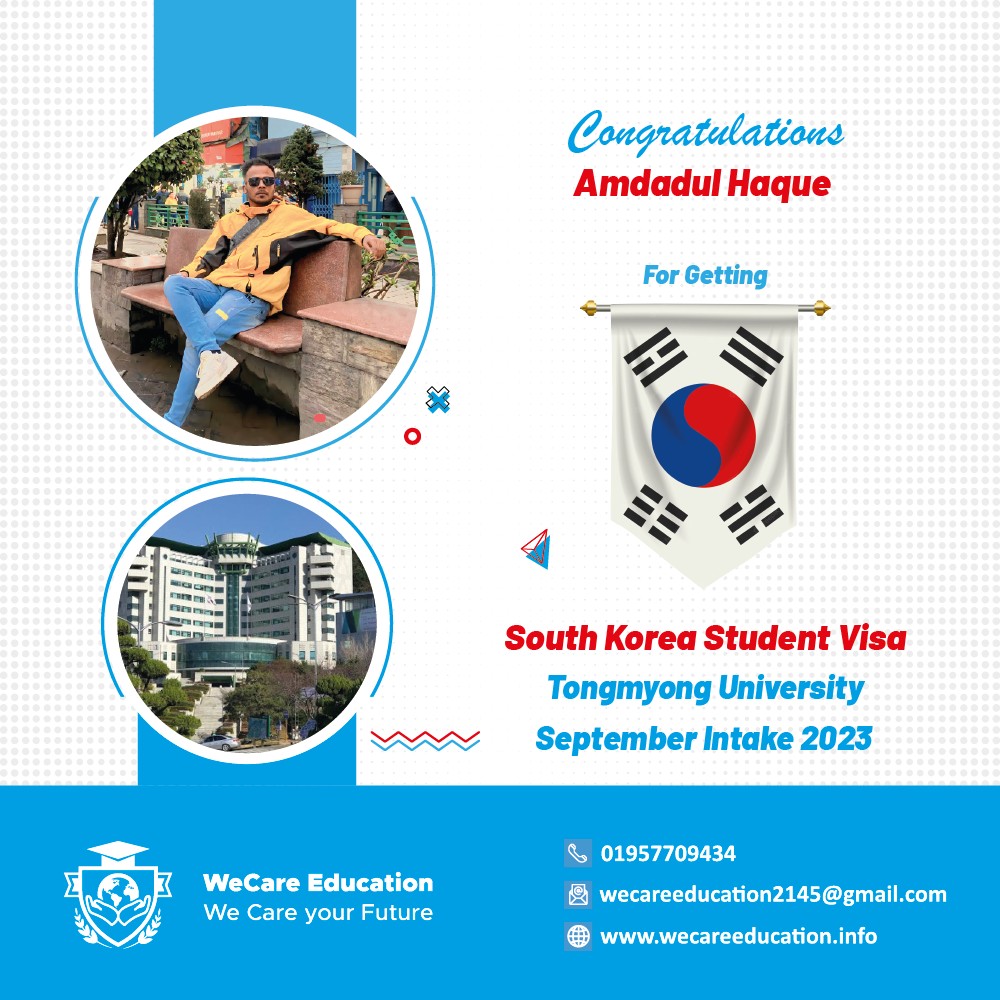 Congratulations
Amdadul Haque
For Getting
South Korea Student Visa
Tongmyong University
September Intake 2023
WeCare Education
We Care your Future
01957709434
wecareeducation2145@gmail.com
www.wecareeducation.info